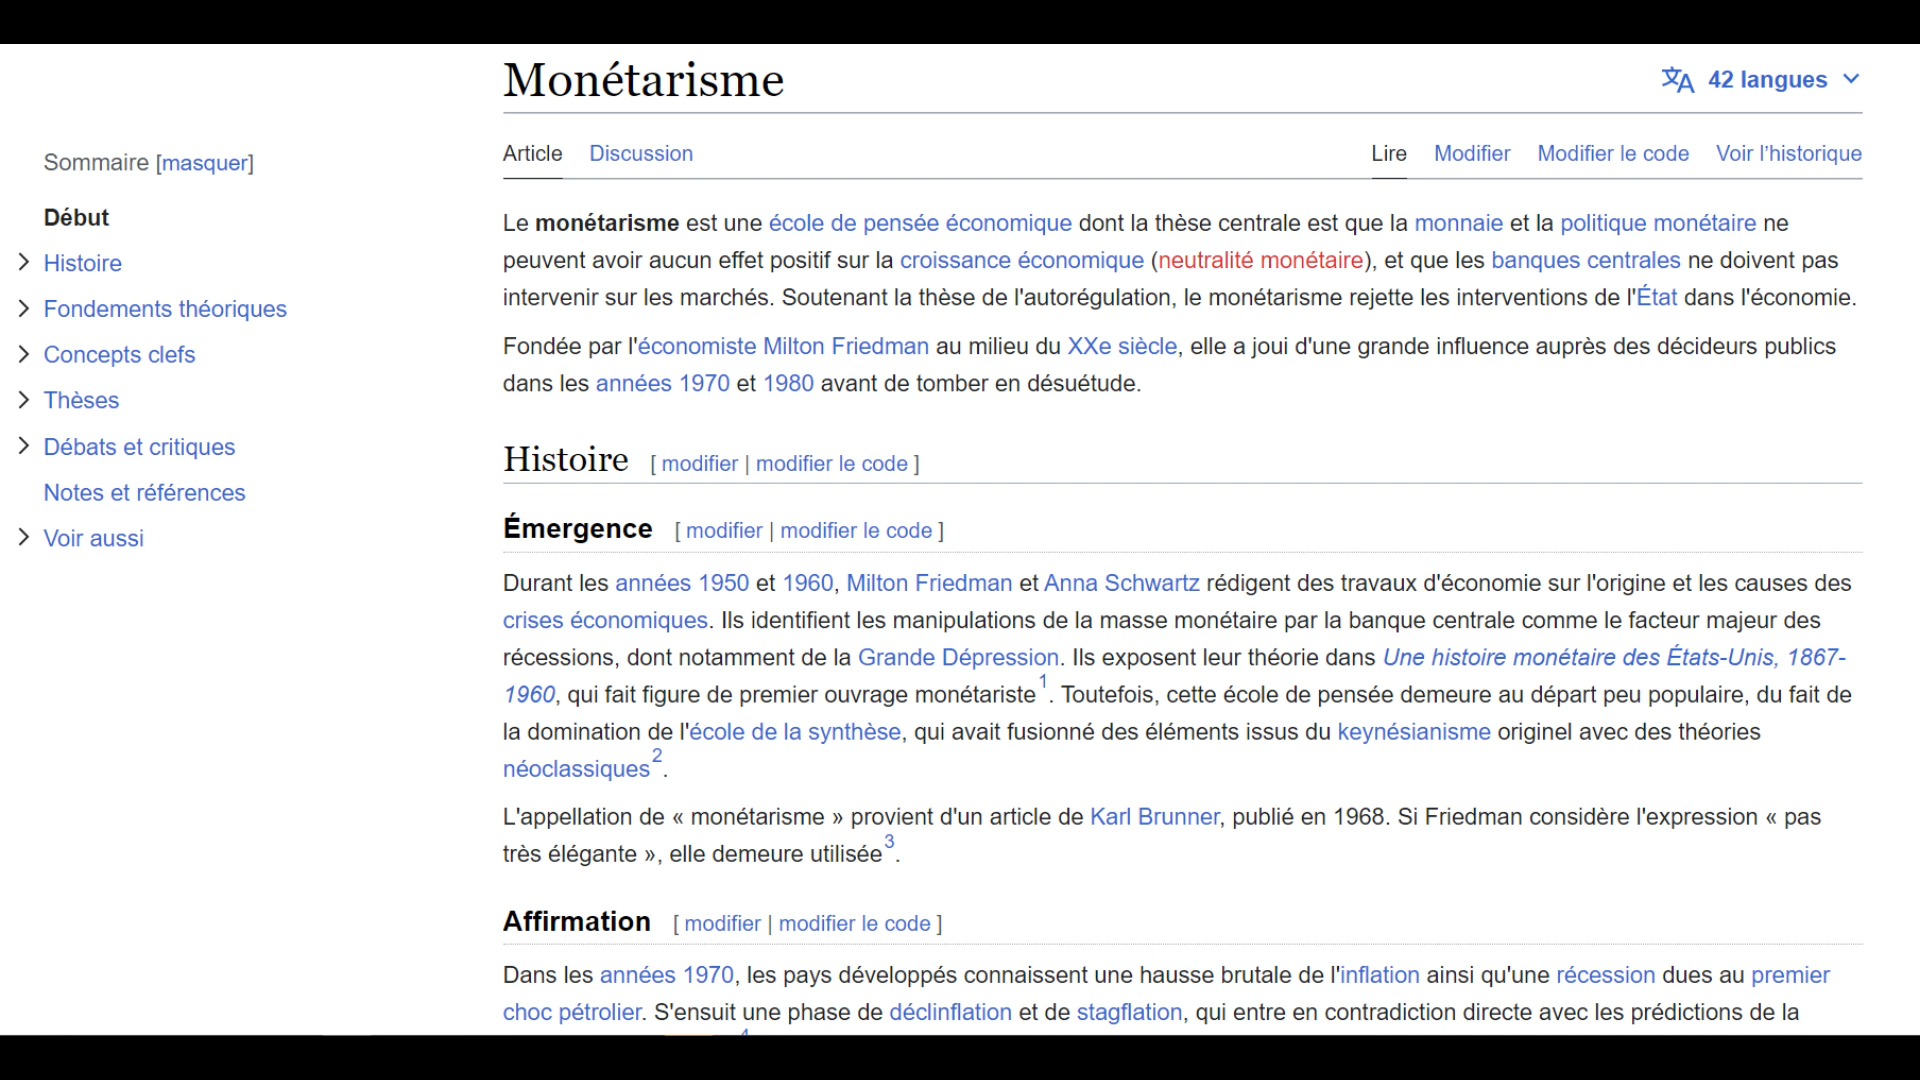 Monétarisme
42 langues
Sommaire [masquer]
Début
Histoire
Fondements théoriques
Concepts clefs
Thèses
Débats et critiques
Notes et références
Voir aussi
Article Discussion
Lire Modifier Modifier le code Voir l’historique
Le monétarisme est une école de pensée économique dont la thèse centrale est que la monnaie et la politique monétaire ne
peuvent avoir aucun effet positif sur la croissance économique (neutralité monétaire), et que les banques centrales ne doivent pas
intervenir sur les marchés. Soutenant la thèse de l'autorégulation, le monétarisme rejette les interventions de l'État dans l'économie.
Fondée par l'économiste Milton Friedman au milieu du XXe siècle, elle a joui d'une grande influence auprès des décideurs publics
dans les années 1970 et 1980 avant de tomber en désuétude.
Histoire [ modifier | modifier le code ]
Émergence [ modifier | modifier le code ]
Durant les années 1950 et 1960, Milton Friedman et Anna Schwartz rédigent des travaux d'économie sur l'origine et les causes des
crises économiques. Ils identifient les manipulations de la masse monétaire par la banque centrale comme le facteur majeur des
récessions, dont notamment de la Grande Dépression. Ils exposent leur théorie dans Une histoire monétaire des États-Unis, 1867-
1960, qui fait figure de premier ouvrage monétariste 1. Toutefois, cette école de pensée demeure au départ peu populaire, du fait de
la domination de l'école de la synthèse, qui avait fusionné des éléments issus du keynésianisme originel avec des théories
néoclassiques 2.
L'appellation de « monétarisme » provient d'un article de Karl Brunner, publié en 1968. Si Friedman considère l'expression « pas
très élégante », elle demeure utilisée 3.
Affirmation [ modifier | modifier le code ]
Dans les années 1970, les pays développés connaissent une hausse brutale de l'inflation ainsi qu'une récession dues au premier
choc pétrolier. S'ensuit une phase de déclinflation et de stagflation, qui entre en contradiction directe avec les prédictions de la